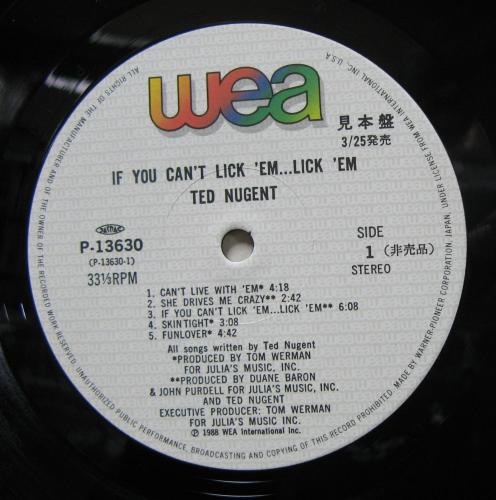 wea
見本盤
3/25発売
IF YOU CAN'T LICK 'EM...LICK 'EM
TED NUGENT
P-13630
(P-13630-1)
33⅓RPM
SIDE
1 (非売品)
STEREO
1. CAN'T LIVE WITH 'EM* 4:18
2. SHE DRIVES ME CRAZY** 2:42
3. IF YOU CAN'T LICK 'EM...LICK 'EM** 6:08
4. SKINTIGHT* 3:08
5. FUNLOVER* 4:42
All songs written by Ted Nugent
*PRODUCED BY TOM WERMAN
FOR JULIA'S MUSIC, INC.
**PRODUCED BY DUANE BARON
& JOHN PURDELL FOR JULIA'S MUSIC, INC.
AND TED NUGENT
EXECUTIVE PRODUCER: TOM WERMAN
FOR JULIA'S MUSIC INC.
Ⓟ 1988 WEA International Inc.
ALL RIGHTS OF THE MANUFACTURER AND OF THE OWNER OF THE RECORDED WORK RESERVED. UNAUTHORIZED PUBLIC PERFORMANCE, BROADCASTING AND COPYING OF THIS RECORD PROHIBITED. MADE BY WARNER-PIONEER CORPORATION, JAPAN, UNDER LICENSE FROM WEA INTERNATIONAL INC. U.S.A.